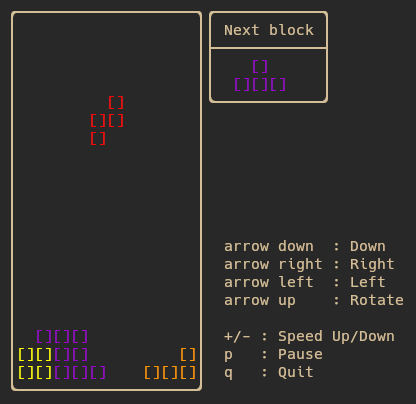 Next block
[]
[][][]
[]
[][]
[]
arrow down  : Down
arrow right : Right
arrow left  : Left
arrow up    : Rotate
[][][]
+/- : Speed Up/Down
[][][][] []
p   : Pause
[][][][][] [][][]
q   : Quit